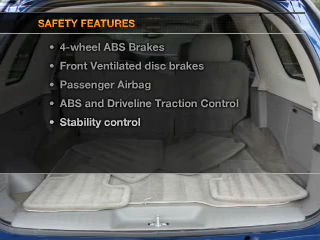 SAFETY FEATURES
• 4-wheel ABS Brakes
• Front Ventilated disc brakes
• Passenger Airbag
• ABS and Driveline Traction Control
• Stability control